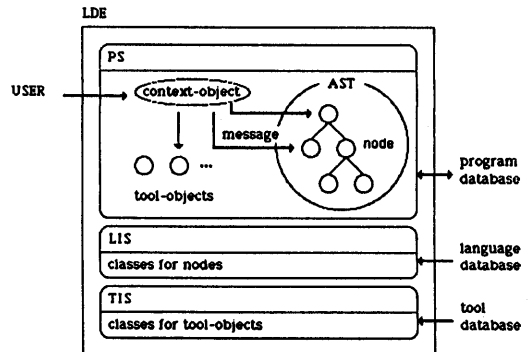 LDE
PS
USER
context-object
AST
message
node
...
tool-objects
program
database
LIS
classes for nodes
language
database
TIS
classes for tool-objects
tool
database